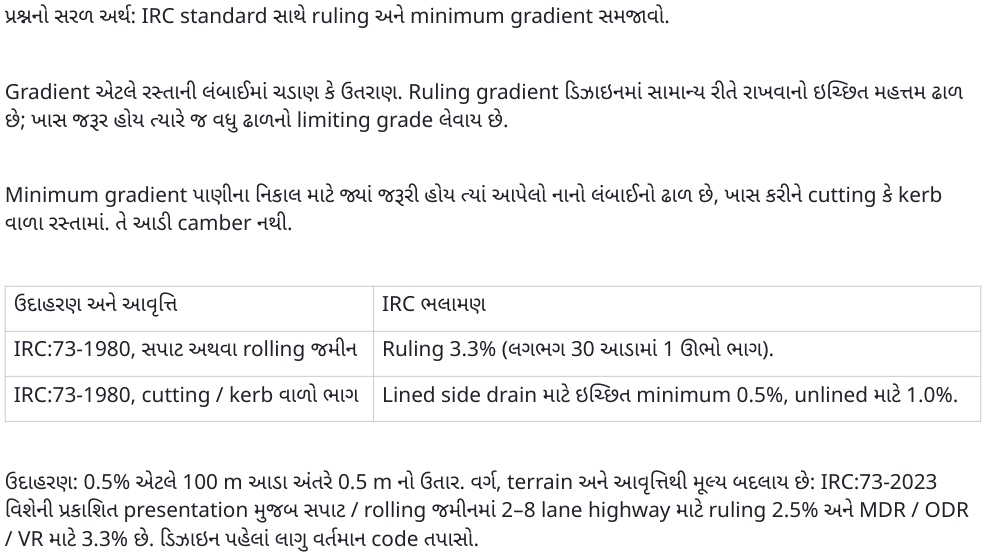 પ્રશ્નનો સરળ અર્થ: IRC standard સાથે ruling અને minimum gradient સમજાવો.
Gradient એટલે રસ્તાની લંબાઈમાં ચડાણ કે ઉતરાણ. Ruling gradient ડિઝાઇનમાં સામાન્ય રીતે રાખવાનો ઇચ્છિત મહત્તમ ઢાળ
છે; ખાસ જરૂર હોય ત્યારે જ વધુ ઢાળનો limiting grade લેવાય છે.
Minimum gradient પાણીના નિકાલ માટે જ્યાં જરૂરી હોય ત્યાં આપેલો નાનો લંબાઈનો ઢાળ છે, ખાસ કરીને cutting કે kerb
વાળા રસ્તામાં. તે આડી camber નથી.
ઉદાહરણ અને આવૃત્તિ IRC ભલામણ
IRC:73-1980, સપાટ અથવા rolling જમીન Ruling 3.3% (લગભગ 30 આડામાં 1 ઊભો ભાગ).
IRC:73-1980, cutting / kerb વાળો ભાગ Lined side drain માટે ઇચ્છિત minimum 0.5%, unlined માટે 1.0%.
ઉદાહરણ: 0.5% એટલે 100 m આડા અંતરે 0.5 m નો ઉતાર. વર્ગ, terrain અને આવૃત્તિથી મૂલ્ય બદલાય છે: IRC:73-2023
વિશેની પ્રકાશિત presentation મુજબ સપાટ / rolling જમીનમાં 2–8 lane highway માટે ruling 2.5% અને MDR / ODR
/ VR માટે 3.3% છે. ડિઝાઇન પહેલાં લાગુ વર્તમાન code તપાસો.